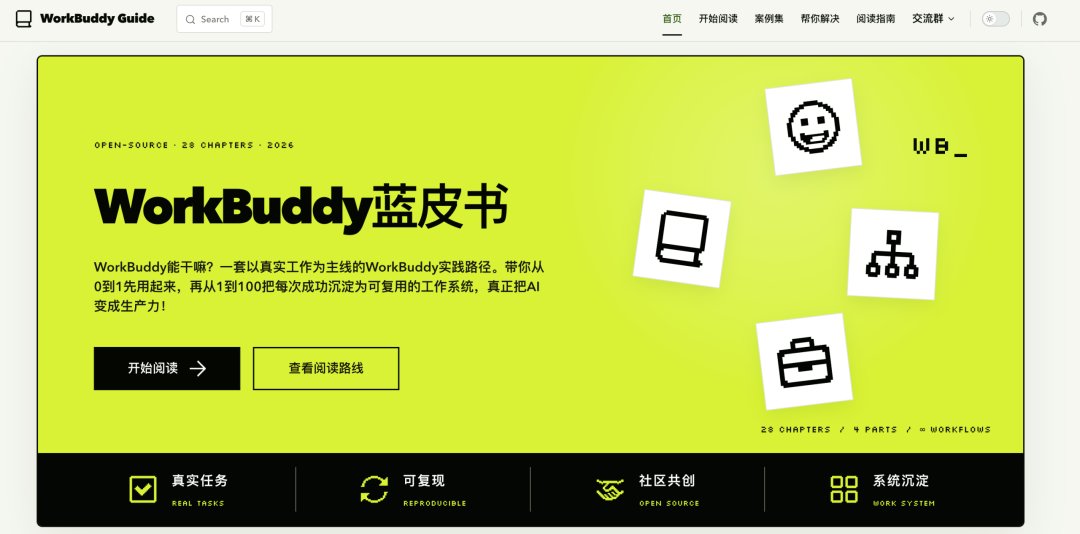 WorkBuddy Guide
Search
⌘ K
首页
开始阅读
案例集
帮你解决
阅读指南
交流群
OPEN-SOURCE · 28 CHAPTERS · 2026
WB_
WorkBuddy蓝皮书
WorkBuddy能干嘛？一套以真实工作为主线的WorkBuddy实践路径。带你从
0到1先用起来，再从1到100把每次成功沉淀为可复用的工作系统，真正把AI
变成生产力！
开始阅读
查看阅读路线
28 CHAPTERS / 4 PARTS / ∞ WORKFLOWS
真实任务
REAL TASKS
可复现
REPRODUCIBLE
社区共创
OPEN SOURCE
系统沉淀
WORK SYSTEM